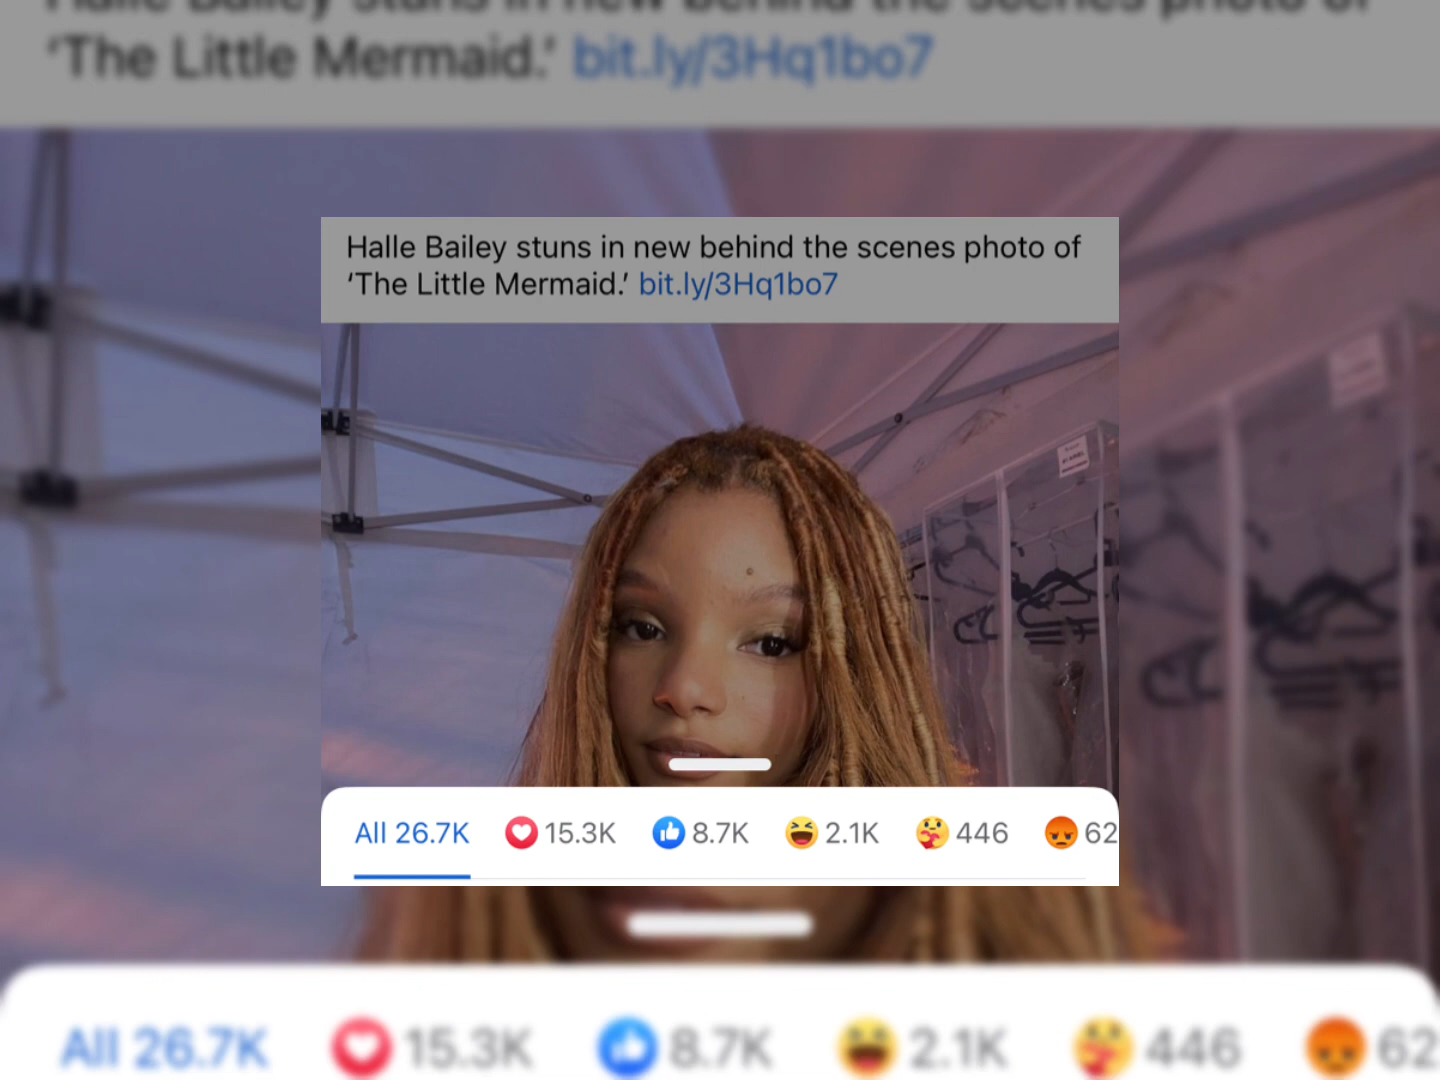 'The Little Mermaid.' bit.ly/3Hq1bo7
Halle Bailey stuns in new behind the scenes photo of
‘The Little Mermaid.’ bit.ly/3Hq1bo7
All 26.7K 15.3K 8.7K 2.1K 446 62
All 26.7K 15.3K 8.7K 2.1K 446 62